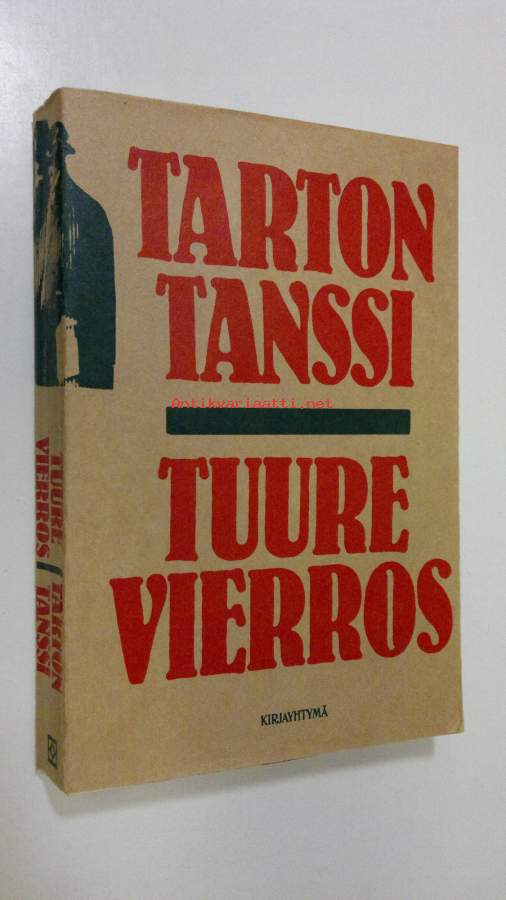 TARTON
TANSSI
Antikvariaatti.net
TUURE
VIERROS
KIRJAYHTYMÄ
TUURE
VIERROS / TARTON
TANSSI